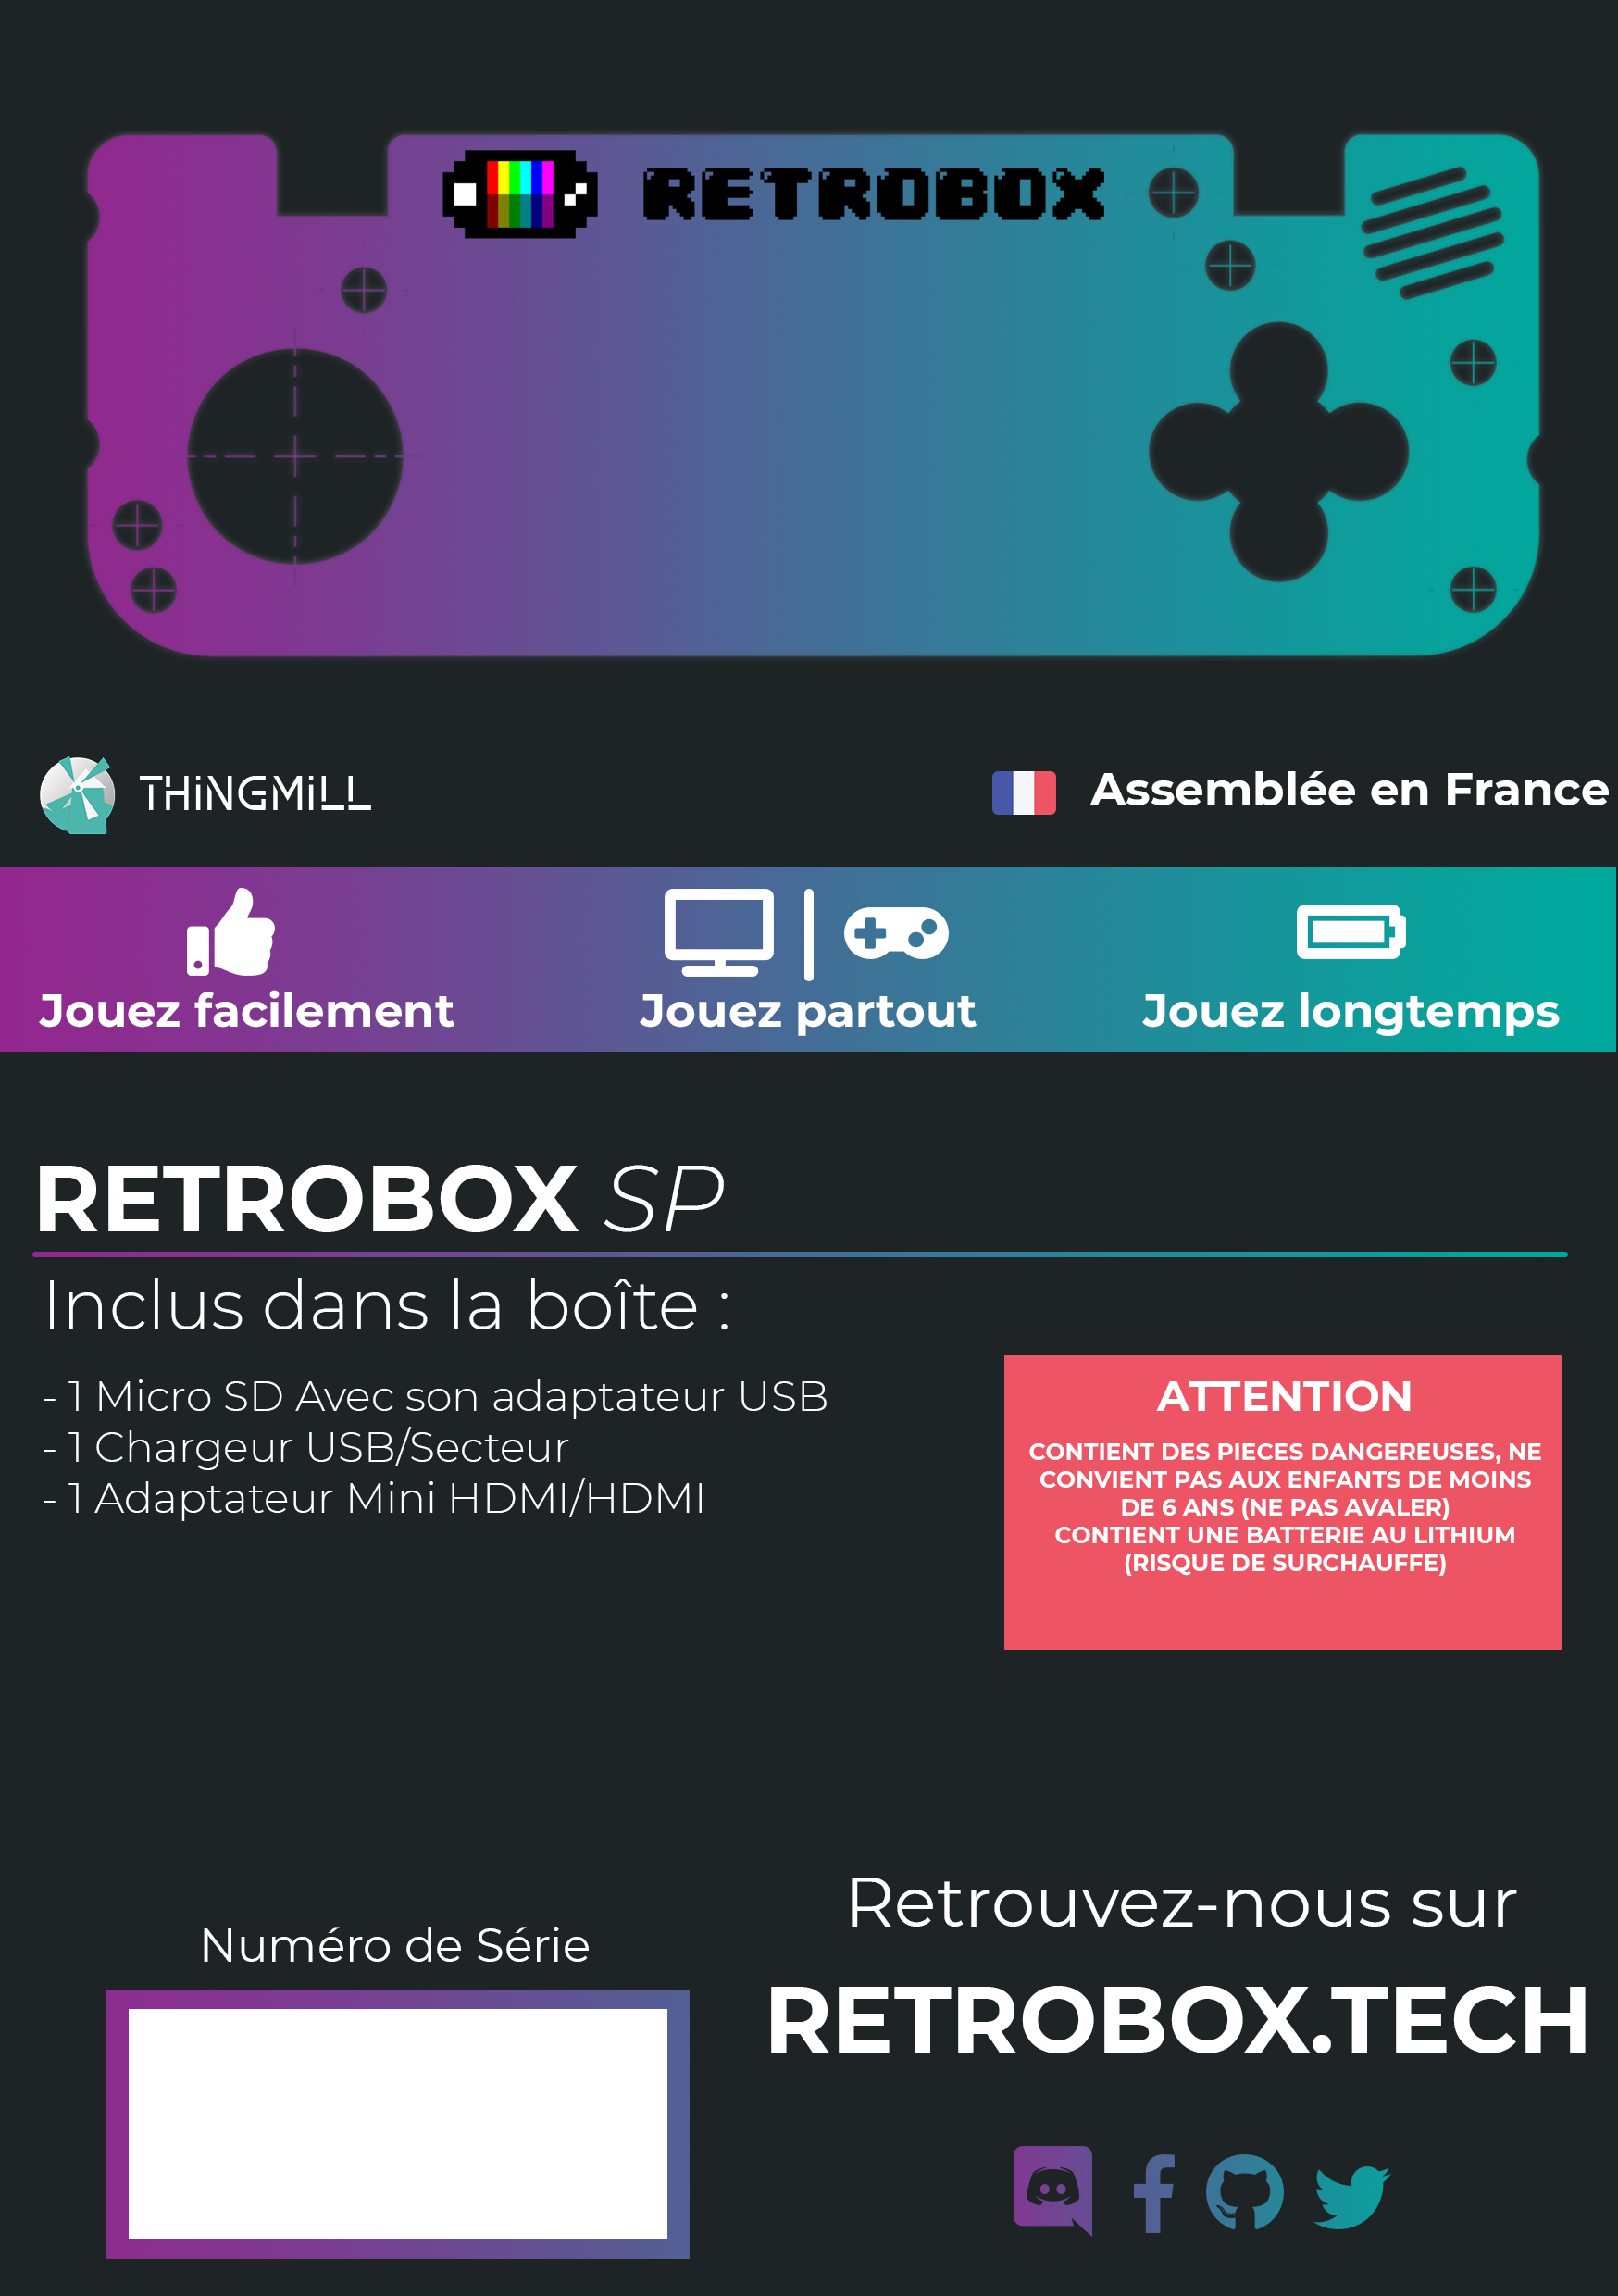 RETROBOX
THiNGMiLL
Assemblée en France
Jouez facilement
Jouez partout
Jouez longtemps
RETROBOX SP
Inclus dans la boîte :
- 1 Micro SD Avec son adaptateur USB
- 1 Chargeur USB/Secteur
- 1 Adaptateur Mini HDMI/HDMI
ATTENTION
CONTIENT DES PIECES DANGEREUSES, NE
CONVIENT PAS AUX ENFANTS DE MOINS
DE 6 ANS (NE PAS AVALER)
CONTIENT UNE BATTERIE AU LITHIUM
(RISQUE DE SURCHAUFFE)
Numéro de Série
Retrouvez-nous sur
RETROBOX.TECH